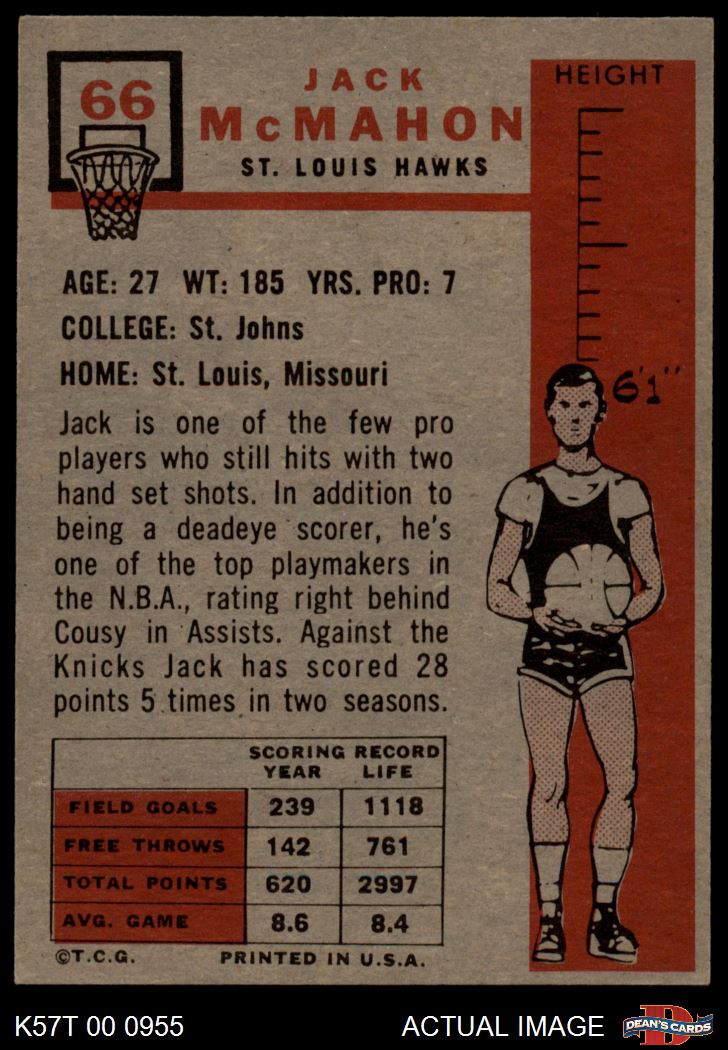 66
JACK
McMAHON
ST. LOUIS HAWKS
HEIGHT
6'1"
AGE: 27 WT: 185 YRS. PRO: 7
COLLEGE: St. Johns
HOME: St. Louis, Missouri
Jack is one of the few pro
players who still hits with two
hand set shots. In addition to
being a deadeye scorer, he's
one of the top playmakers in
the N.B.A., rating right behind
Cousy in Assists. Against the
Knicks Jack has scored 28
points 5 times in two seasons.
SCORING RECORD
YEAR LIFE
FIELD GOALS 239 1118
FREE THROWS 142 761
TOTAL POINTS 620 2997
AVG. GAME 8.6 8.4
©T.C.G. PRINTED IN U.S.A.
K57T 00 0955 ACTUAL IMAGE D DEAN'S CARDS